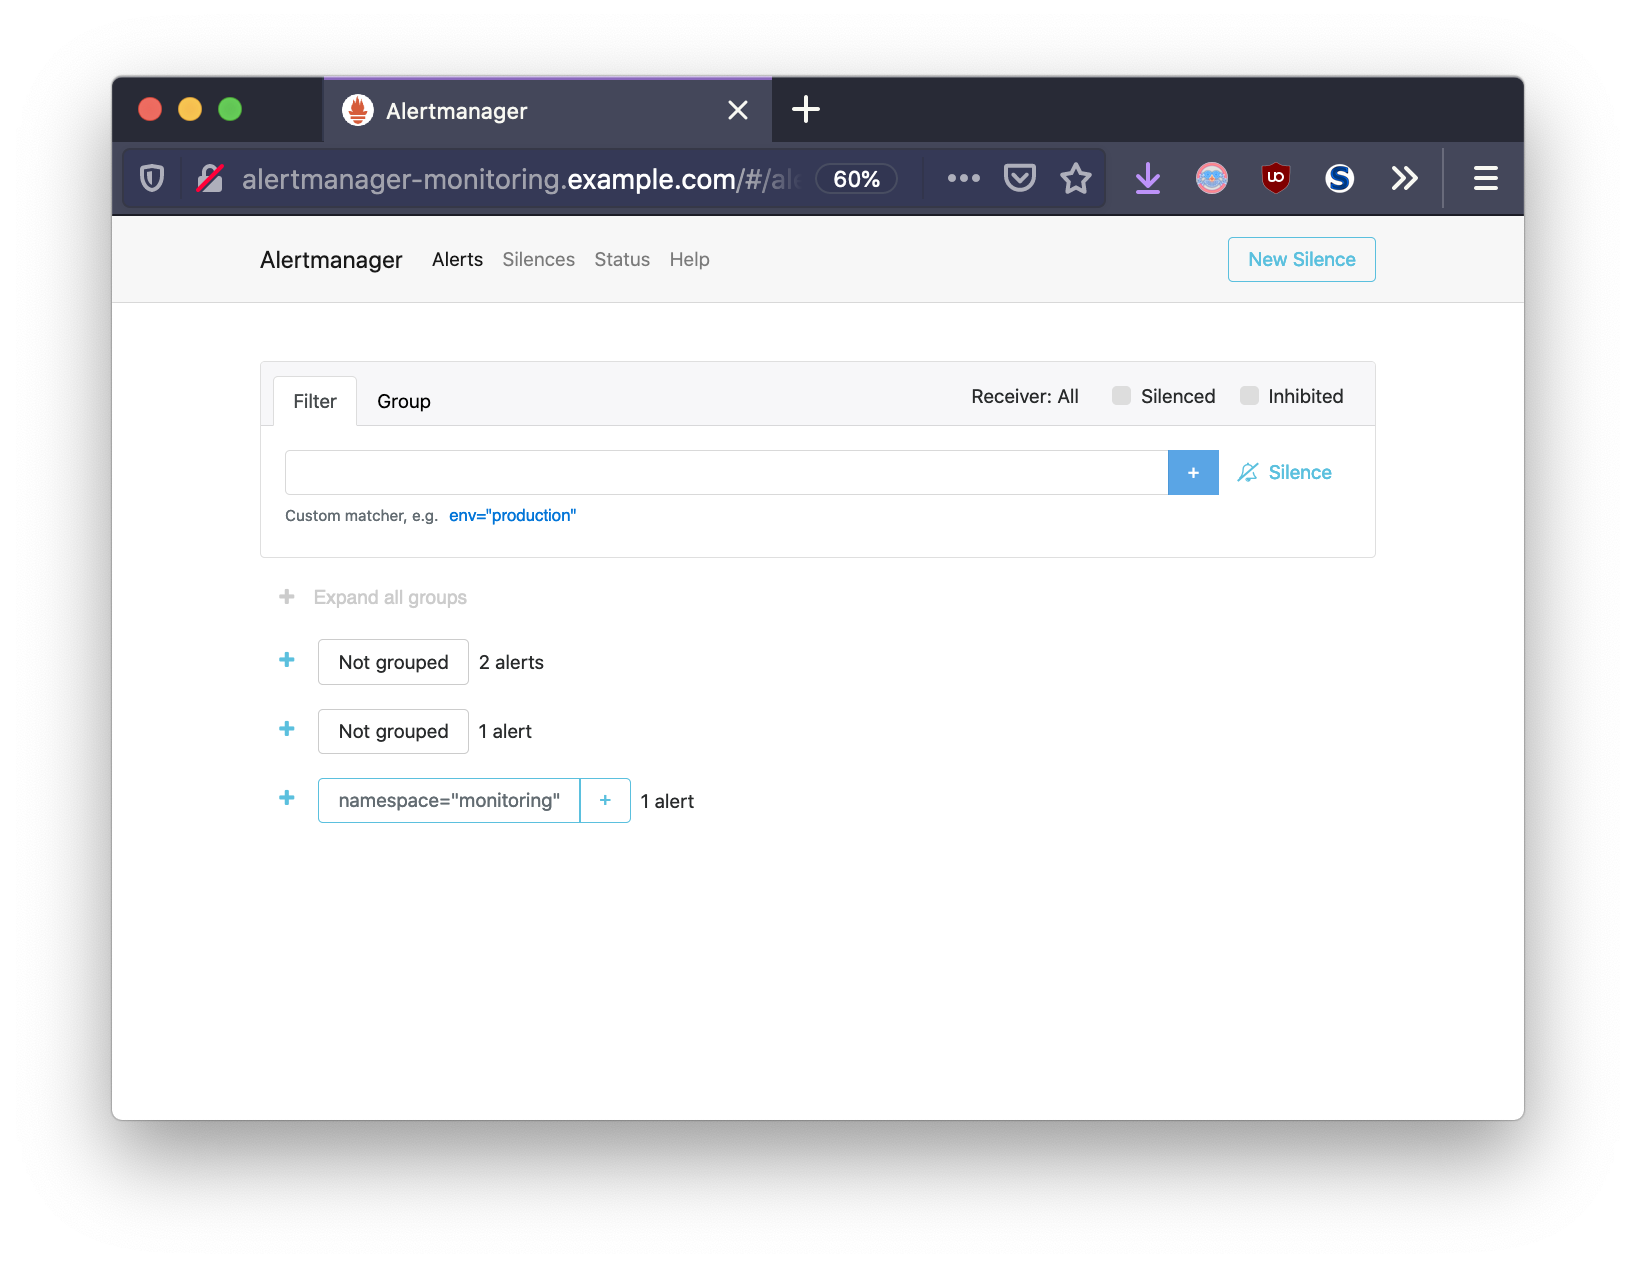 Alertmanager
alertmanager-monitoring.example.com/#/al 60%
Alertmanager Alerts Silences Status Help New Silence
Filter Group Receiver: All Silenced Inhibited
+ Silence
Custom matcher, e.g. env="production"
+ Expand all groups
+ Not grouped 2 alerts
+ Not grouped 1 alert
+ namespace="monitoring" + 1 alert